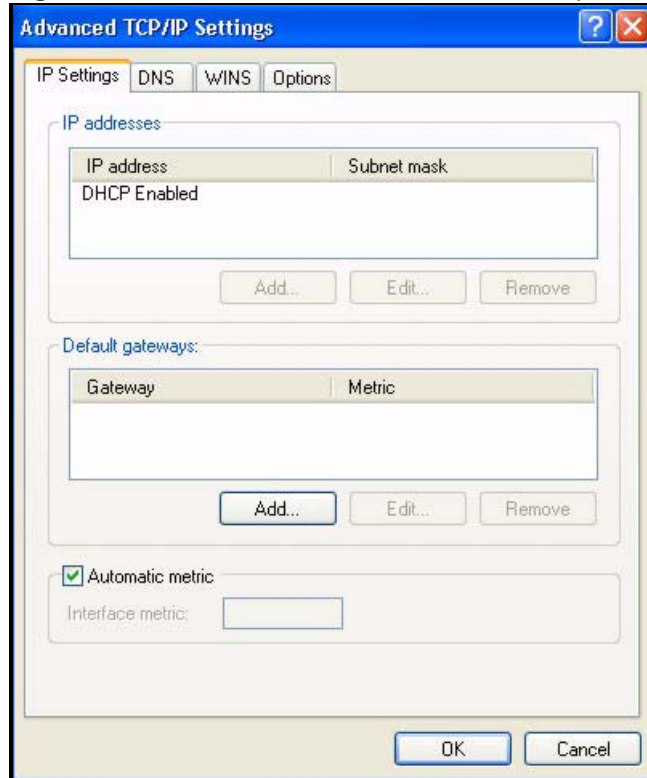 Advanced TCP/IP Settings
IP Settings DNS WINS Options
IP addresses
IP address Subnet mask
DHCP Enabled
Add... Edit... Remove
Default gateways:
Gateway Metric
Add... Edit... Remove
Automatic metric
Interface metric:
OK Cancel